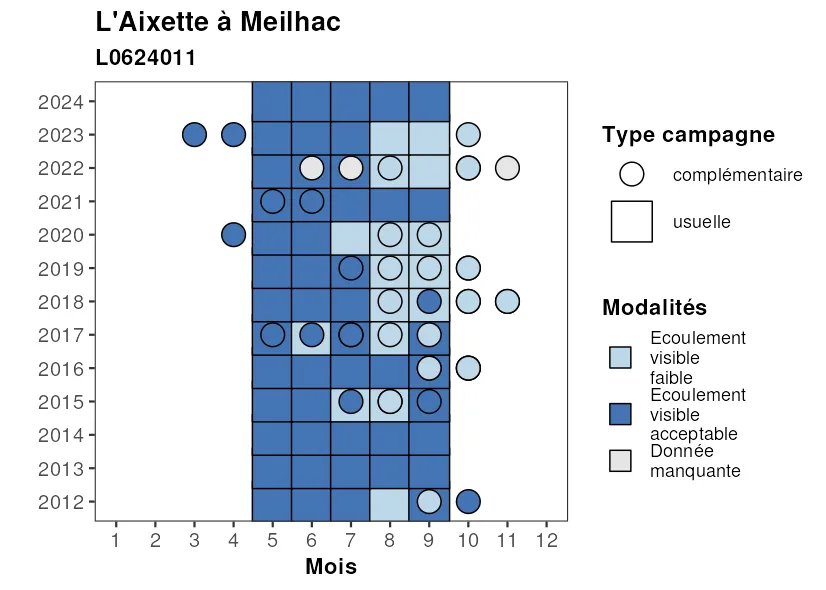 L'Aixette à Meilhac
L0624011
2024
2023
2022
2021
2020
2019
2018
2017
2016
2015
2014
2013
2012
1 2 3 4 5 6 7 8 9 10 11 12
Mois
Type campagne
complémentaire
usuelle
Modalités
Ecoulement
visible
faible
Ecoulement
visible
acceptable
Donnée
manquante